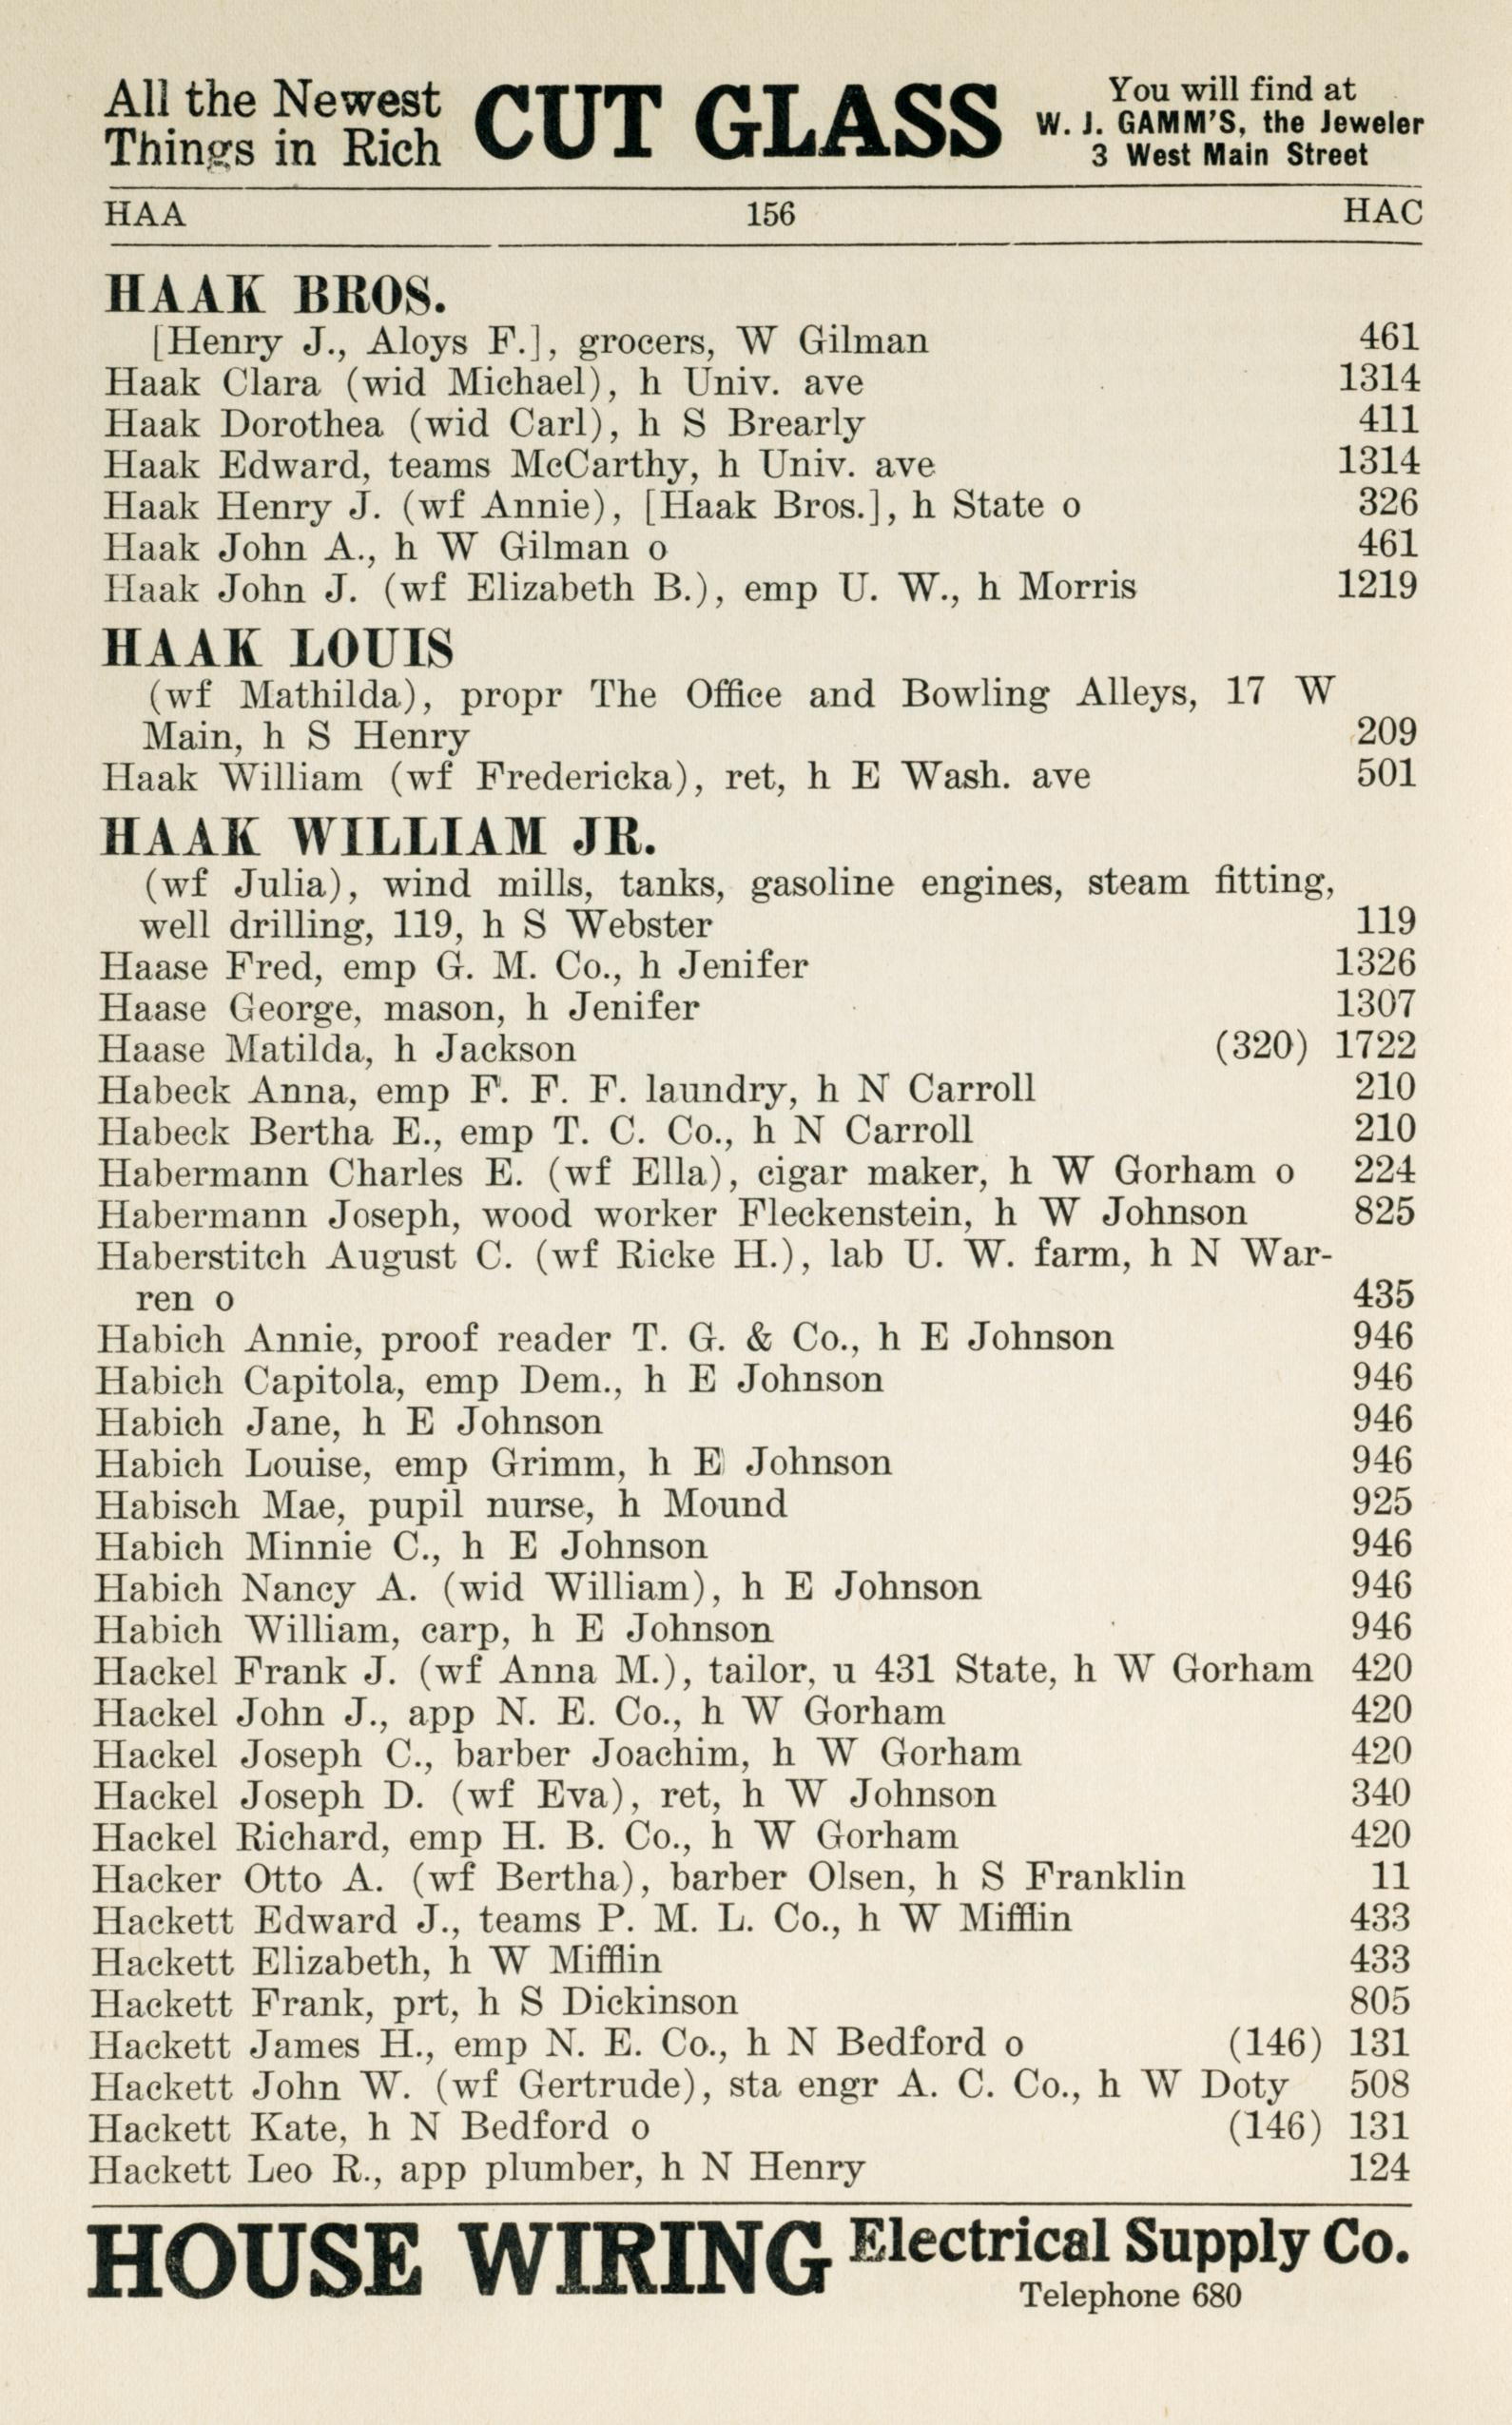 All the Newest
Things in Rich
CUT GLASS
You will find at
W. J. GAMM'S, the Jeweler
3 West Main Street
HAA 156 HAC
HAAK BROS.
[Henry J., Aloys F.], grocers, W Gilman 461
Haak Clara (wid Michael), h Univ. ave 1314
Haak Dorothea (wid Carl), h S Brearly 411
Haak Edward, teams McCarthy, h Univ. ave 1314
Haak Henry J. (wf Annie), [Haak Bros.], h State o 326
Haak John A., h W Gilman o 461
Haak John J. (wf Elizabeth B.), emp U. W., h Morris 1219
HAAK LOUIS
(wf Mathilda), propr The Office and Bowling Alleys, 17 W
Main, h S Henry 209
Haak William (wf Fredericka), ret, h E Wash. ave 501
HAAK WILLIAM JR.
(wf Julia), wind mills, tanks, gasoline engines, steam fitting,
well drilling, 119, h S Webster 119
Haase Fred, emp G. M. Co., h Jenifer 1326
Haase George, mason, h Jenifer 1307
Haase Matilda, h Jackson (320) 1722
Habeck Anna, emp F. F. F. laundry, h N Carroll 210
Habeck Bertha E., emp T. C. Co., h N Carroll 210
Habermann Charles E. (wf Ella), cigar maker, h W Gorham o 224
Habermann Joseph, wood worker Fleckenstein, h W Johnson 825
Haberstitch August C. (wf Ricke H.), lab U. W. farm, h N War-
ren o 435
Habich Annie, proof reader T. G. & Co., h E Johnson 946
Habich Capitola, emp Dem., h E Johnson 946
Habich Jane, h E Johnson 946
Habich Louise, emp Grimm, h E Johnson 946
Habisch Mae, pupil nurse, h Mound 925
Habich Minnie C., h E Johnson 946
Habich Nancy A. (wid William), h E Johnson 946
Habich William, carp, h E Johnson 946
Hackel Frank J. (wf Anna M.), tailor, u 431 State, h W Gorham 420
Hackel John J., app N. E. Co., h W Gorham 420
Hackel Joseph C., barber Joachim, h W Gorham 420
Hackel Joseph D. (wf Eva), ret, h W Johnson 340
Hackel Richard, emp H. B. Co., h W Gorham 420
Hacker Otto A. (wf Bertha), barber Olsen, h S Franklin 11
Hackett Edward J., teams P. M. L. Co., h W Mifflin 433
Hackett Elizabeth, h W Mifflin 433
Hackett Frank, prt, h S Dickinson 805
Hackett James H., emp N. E. Co., h N Bedford o (146) 131
Hackett John W. (wf Gertrude), sta engr A. C. Co., h W Doty 508
Hackett Kate, h N Bedford o (146) 131
Hackett Leo R., app plumber, h N Henry 124
HOUSE WIRING Electrical Supply Co.
Telephone 680